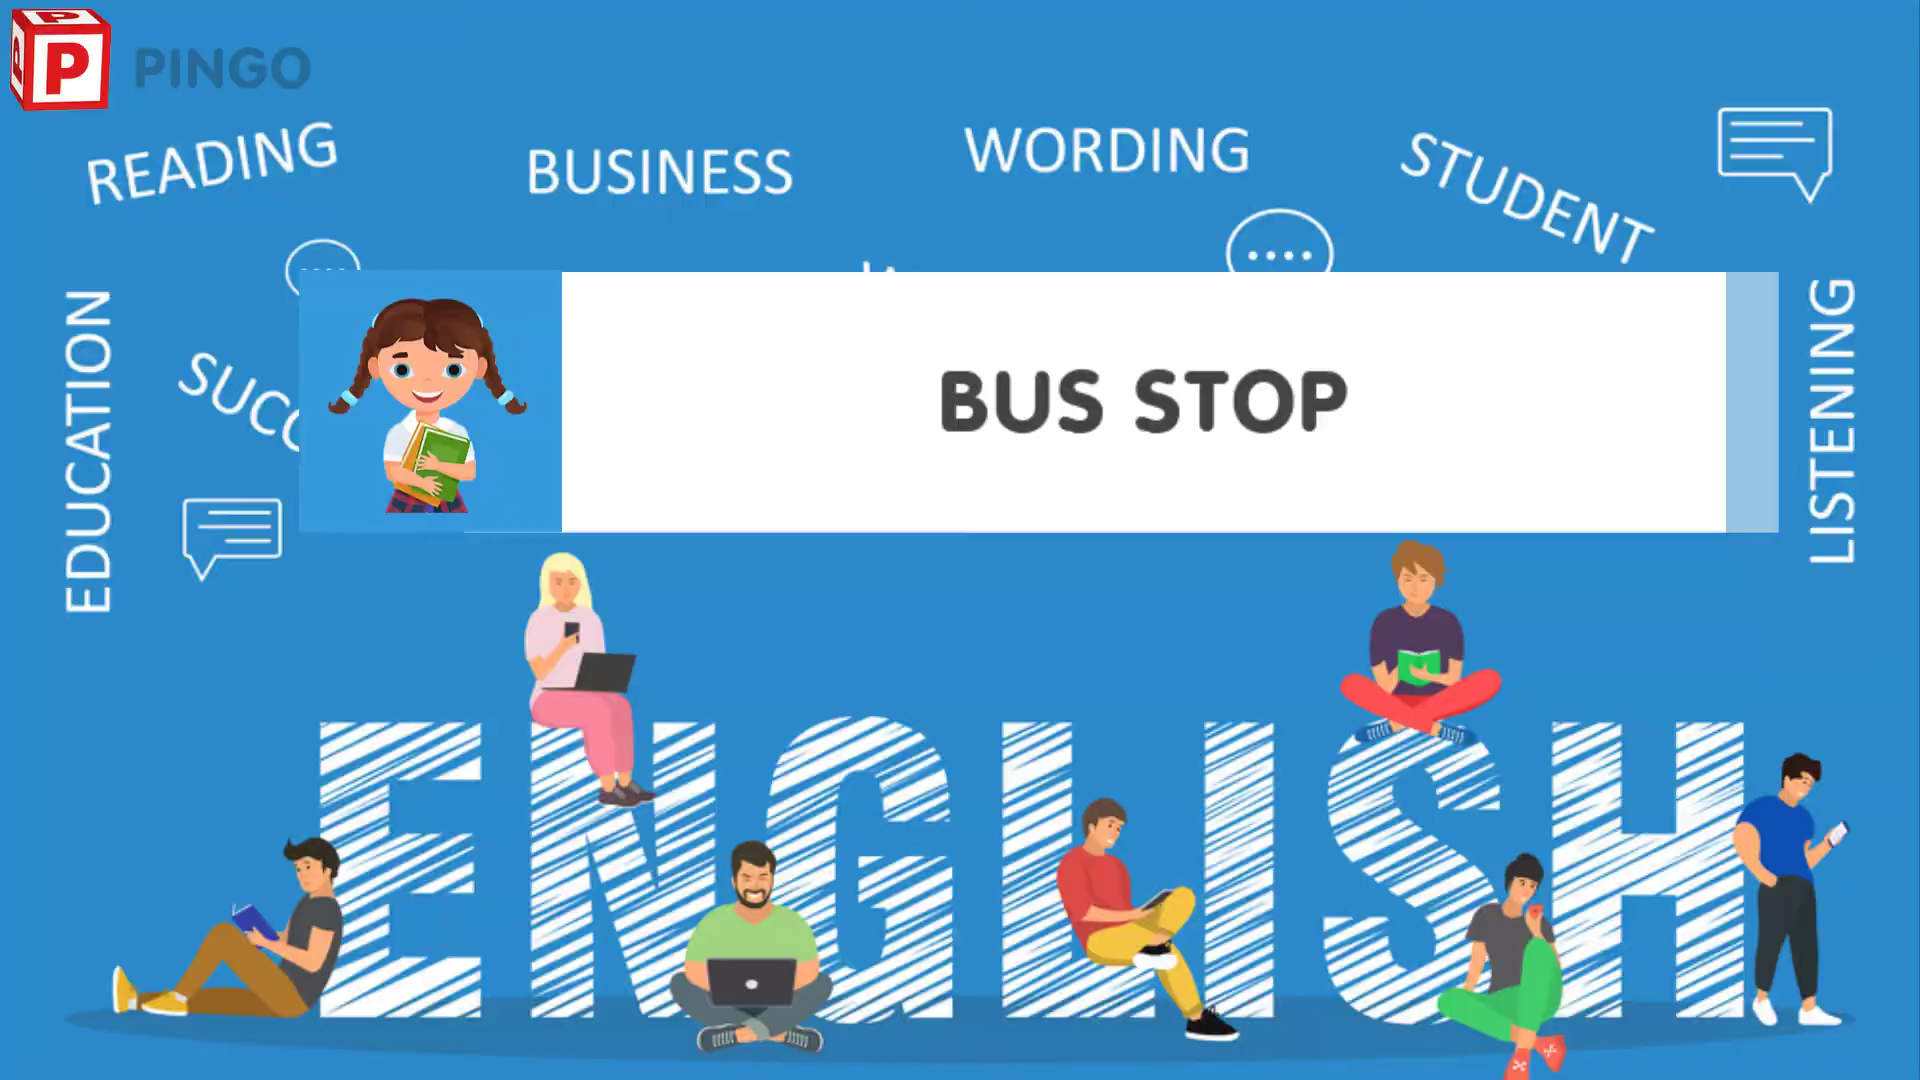 P
PINGO
READING
BUSINESS
WORDING
STUDENT
EDUCATION
LISTENING
BUS STOP
ENGLISH